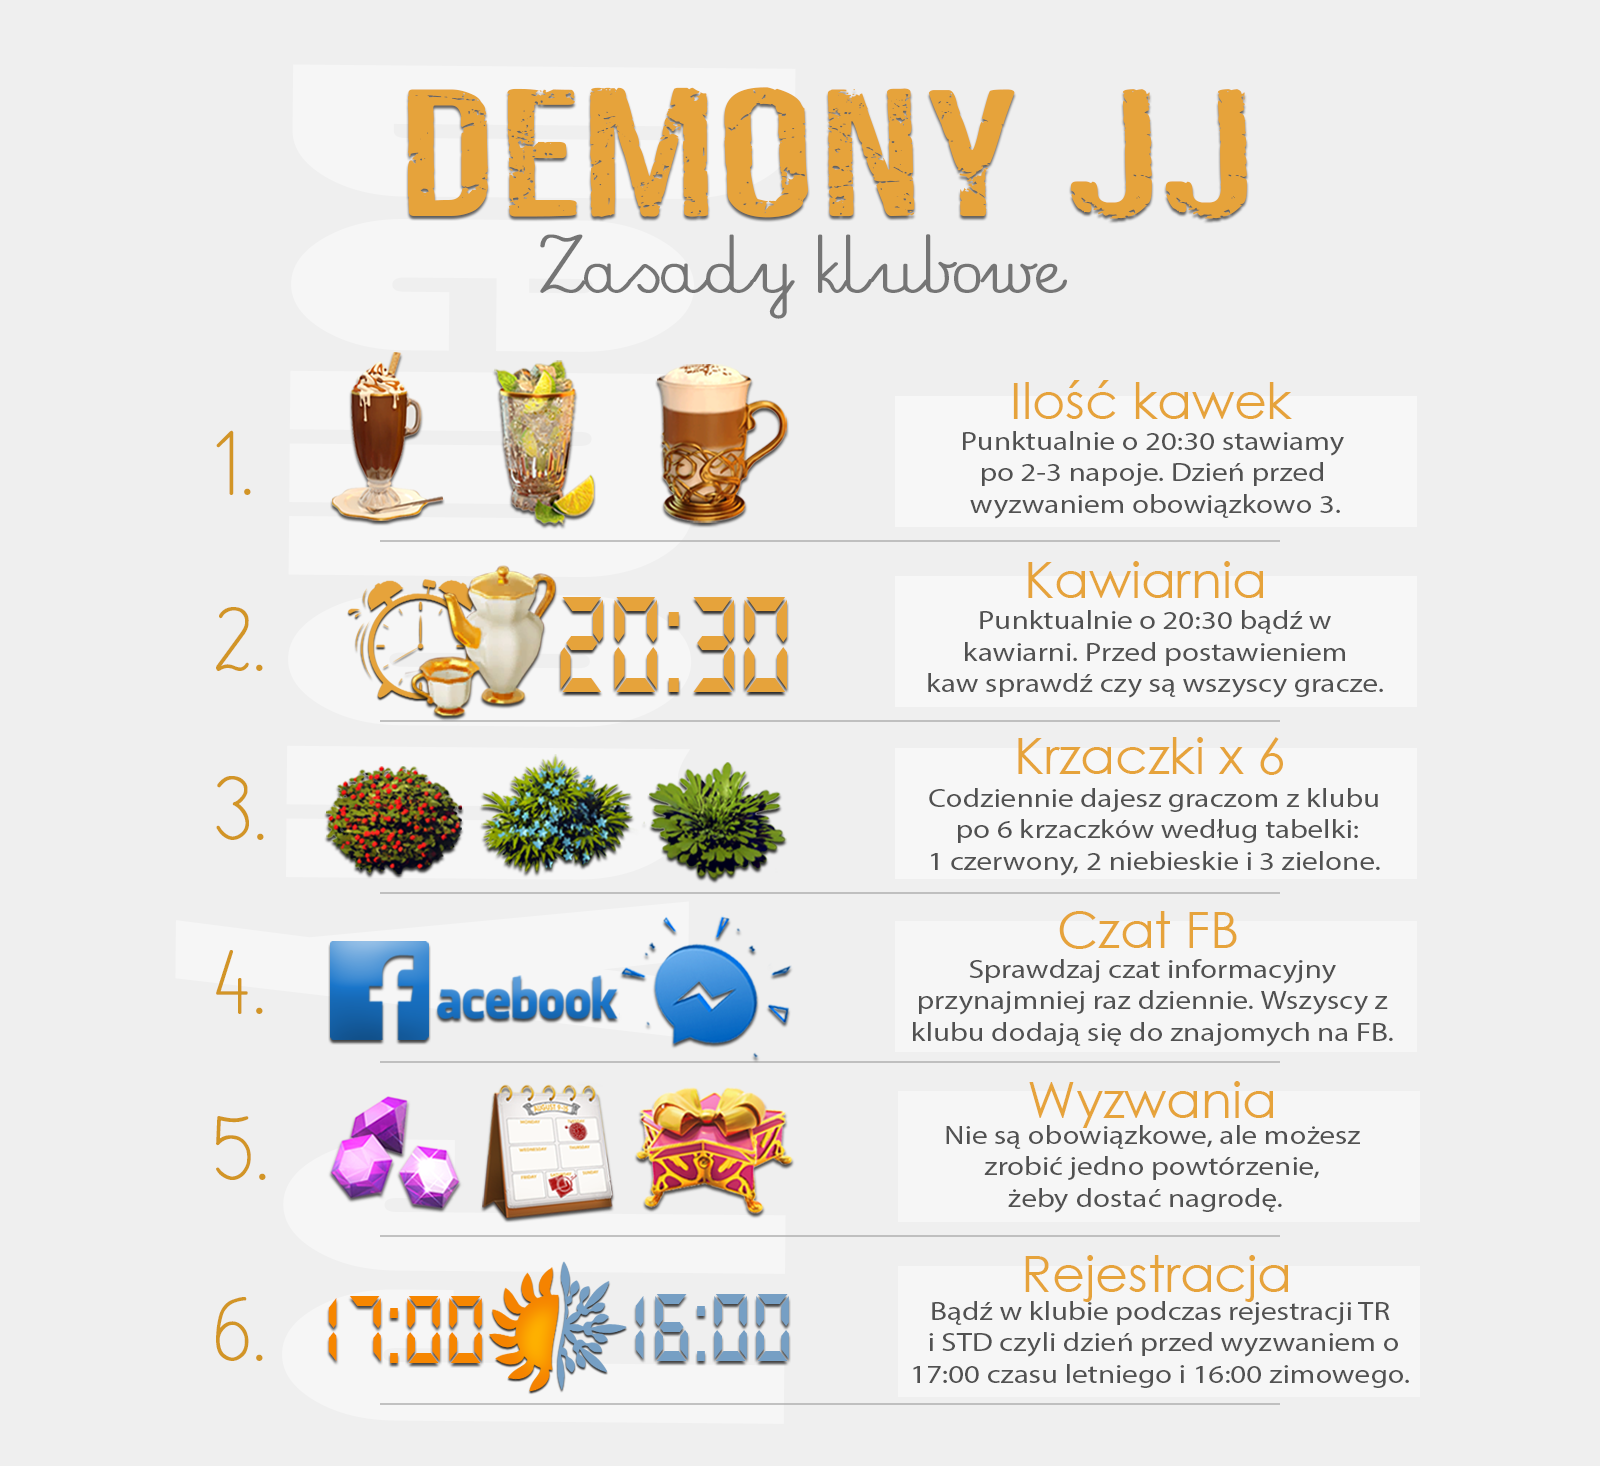 DEMONY JJ
Zasady klubowe
1.
Ilość kawek
Punktualnie o 20:30 stawiamy
po 2-3 napoje. Dzień przed
wyzwaniem obowiązkowo 3.
2.
20:30
Kawiarnia
Punktualnie o 20:30 bądź w
kawiarni. Przed postawieniem
kaw sprawdź czy są wszyscy gracze.
3.
Krzaczki x 6
Codziennie dajesz graczom z klubu
po 6 krzaczków według tabelki:
1 czerwony, 2 niebieskie i 3 zielone.
4.
facebook
Czat FB
Sprawdzaj czat informacyjny
przynajmniej raz dziennie. Wszyscy z
klubu dodają się do znajomych na FB.
5.
MONDAY
WEDNESDAY THURSDAY
FRIDAY SUNDAY
Wyzwania
Nie są obowiązkowe, ale możesz
zrobić jedno powtórzenie,
żeby dostać nagrodę.
6.
17:00 16:00
Rejestracja
Bądź w klubie podczas rejestracji TR
i STD czyli dzień przed wyzwaniem o
17:00 czasu letniego i 16:00 zimowego.